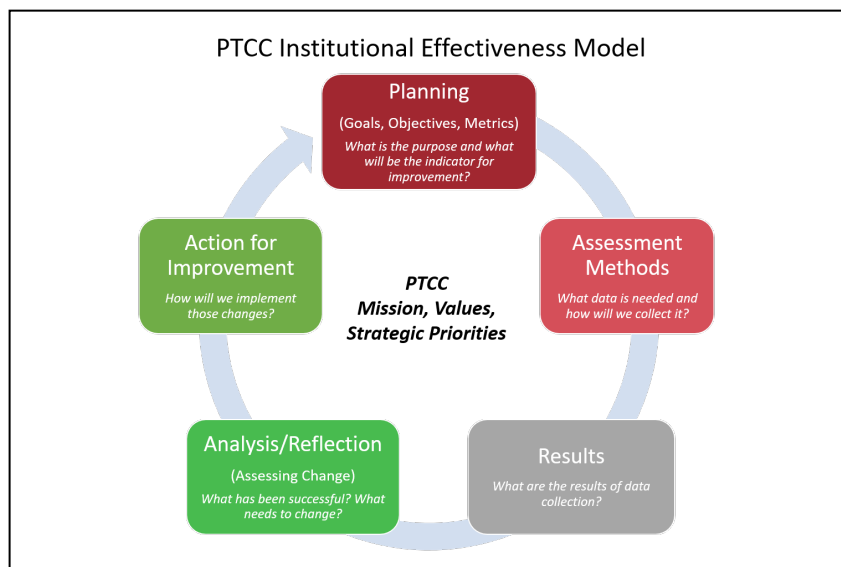 PTCC Institutional Effectiveness Model
Planning
(Goals, Objectives, Metrics)
What is the purpose and what
will be the indicator for
improvement?
Assessment
Methods
What data is needed and
how will we collect it?
Results
What are the results of data
collection?
Analysis/Reflection
(Assessing Change)
What has been successful? What
needs to change?
Action for
Improvement
How will we implement
those changes?
PTCC
Mission, Values,
Strategic Priorities